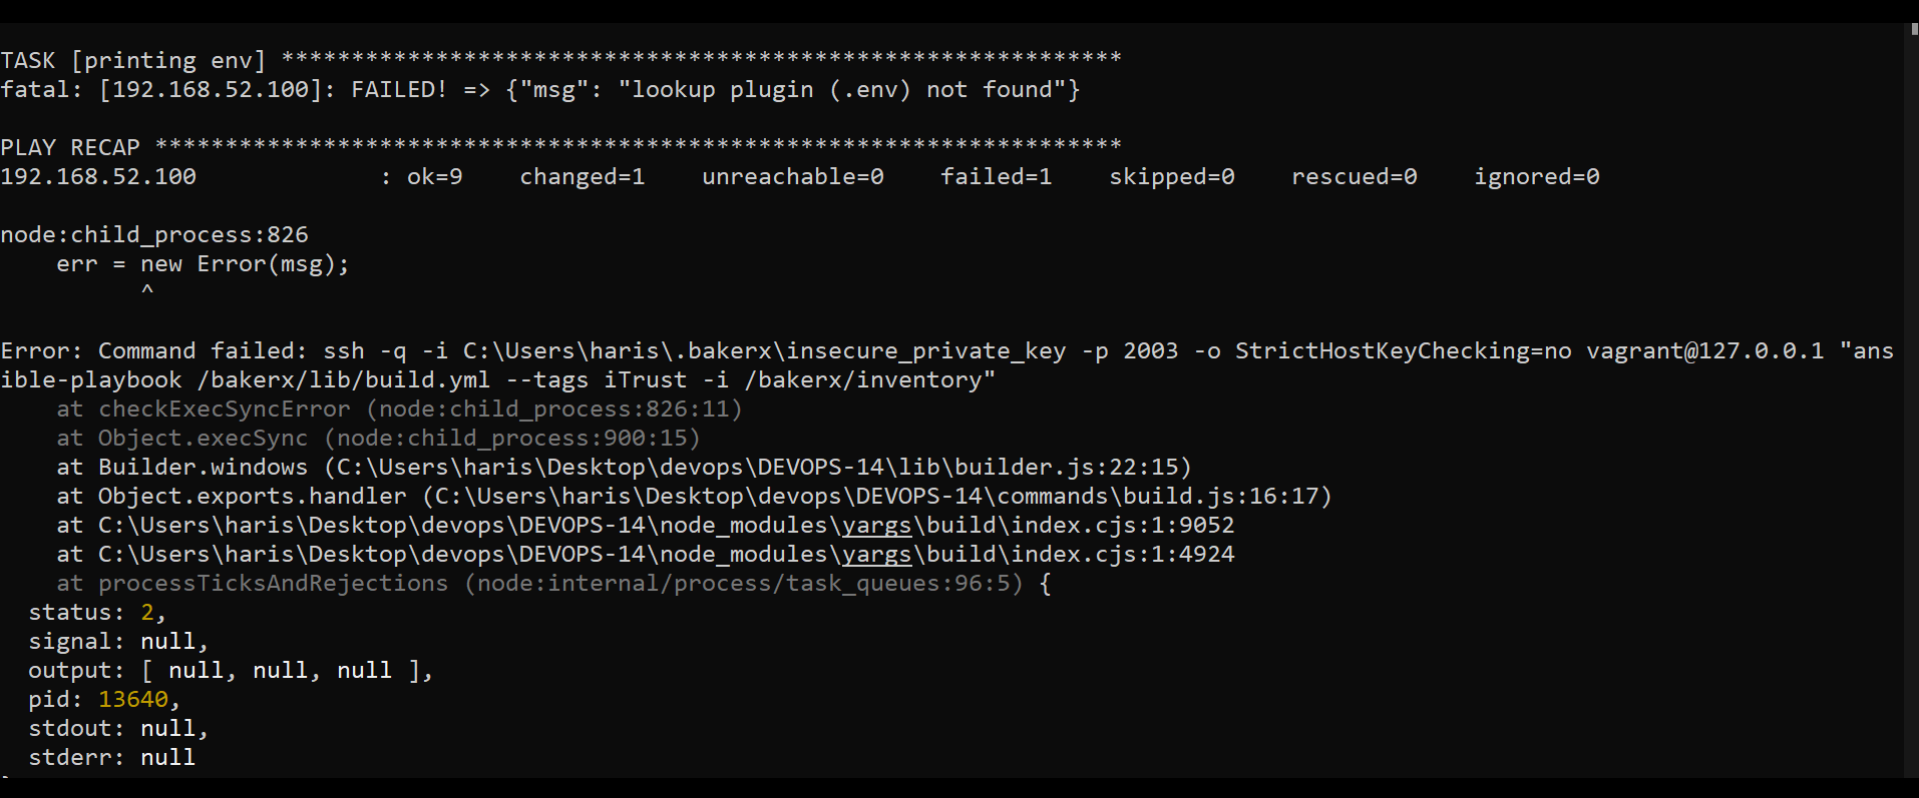 TASK [printing env] ************************************************************
fatal: [192.168.52.100]: FAILED! => {"msg": "lookup plugin (.env) not found"}
PLAY RECAP *********************************************************************
192.168.52.100             : ok=9    changed=1    unreachable=0    failed=1    skipped=0    rescued=0    ignored=0
node:child_process:826
    err = new Error(msg);
          ^
Error: Command failed: ssh -q -i C:\Users\haris\.bakerx\insecure_private_key -p 2003 -o StrictHostKeyChecking=no vagrant@127.0.0.1 "ans
ible-playbook /bakerx/lib/build.yml --tags iTrust -i /bakerx/inventory"
    at checkExecSyncError (node:child_process:826:11)
    at Object.execSync (node:child_process:900:15)
    at Builder.windows (C:\Users\haris\Desktop\devops\DEVOPS-14\lib\builder.js:22:15)
    at Object.exports.handler (C:\Users\haris\Desktop\devops\DEVOPS-14\commands\build.js:16:17)
    at C:\Users\haris\Desktop\devops\DEVOPS-14\node_modules\yargs\build\index.cjs:1:9052
    at C:\Users\haris\Desktop\devops\DEVOPS-14\node_modules\yargs\build\index.cjs:1:4924
    at processTicksAndRejections (node:internal/process/task_queues:96:5) {
  status: 2,
  signal: null,
  output: [ null, null, null ],
  pid: 13640,
  stdout: null,
  stderr: null